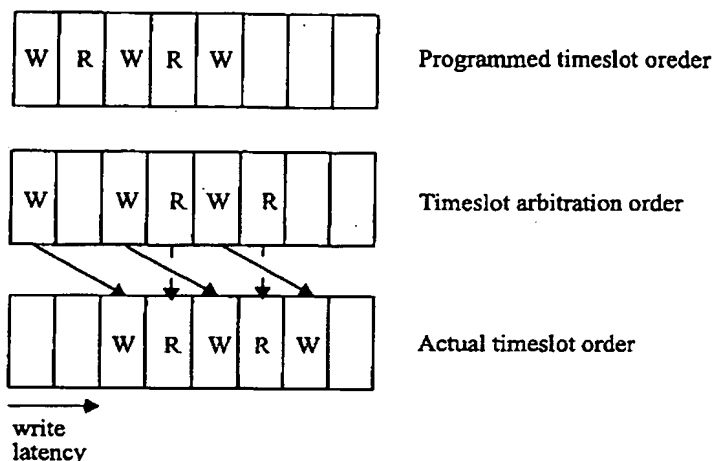 W R W R W
Programmed timeslot oreder
W W R W R
Timeslot arbitration order
W R W R W
Actual timeslot order
write
latency